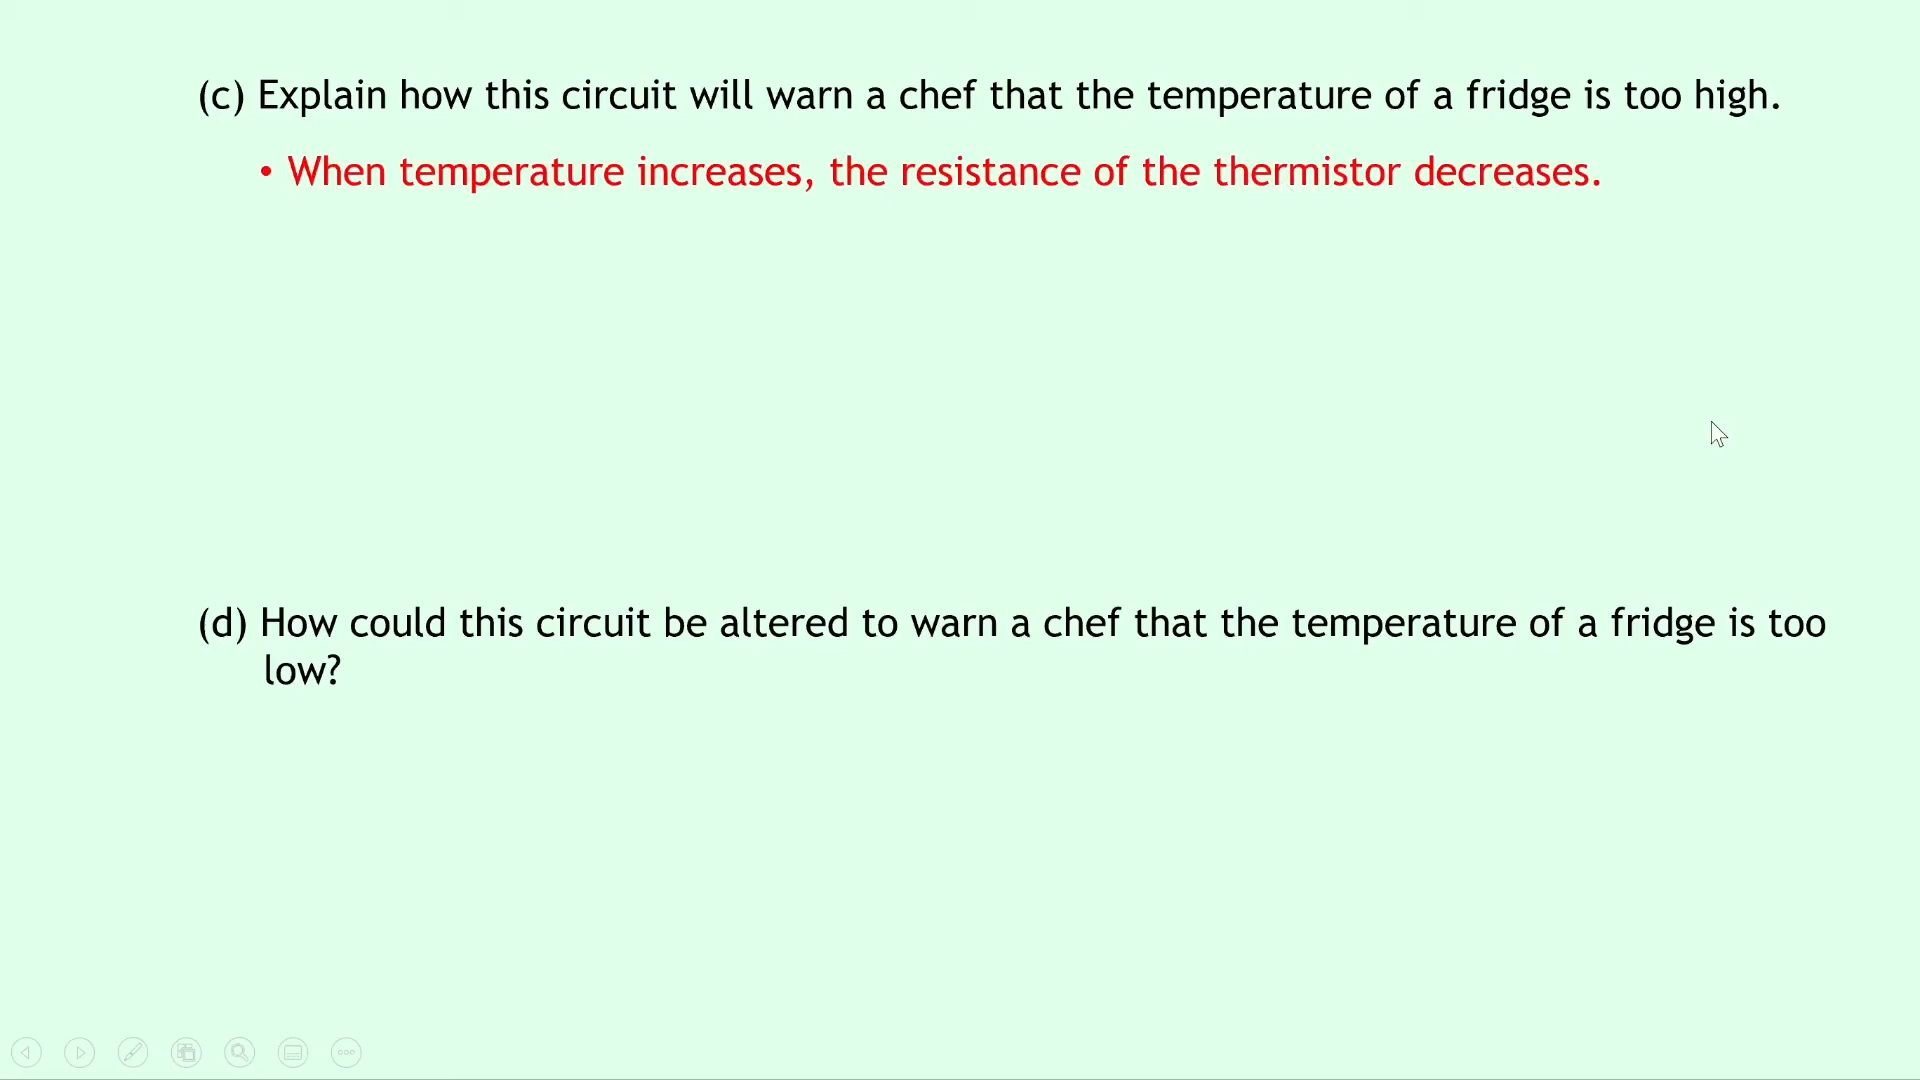 (c) Explain how this circuit will warn a chef that the temperature of a fridge is too high.
• When temperature increases, the resistance of the thermistor decreases.
(d) How could this circuit be altered to warn a chef that the temperature of a fridge is too
low?